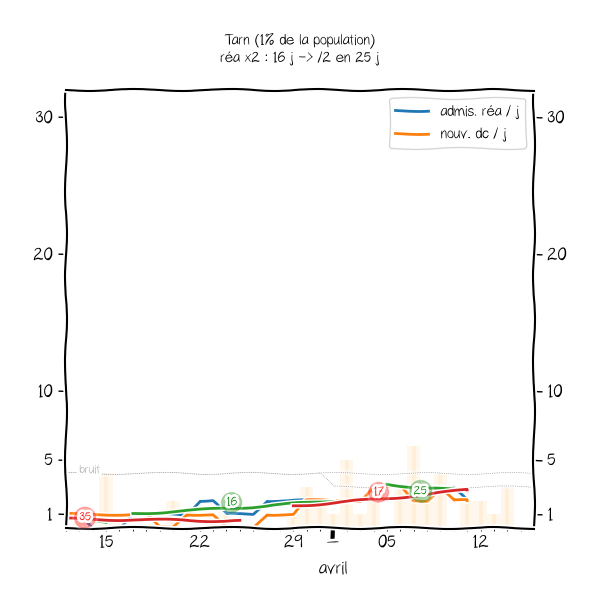 Tarn (1% de la population)
réa x2 : 16 j -> /2 en 25 j
admis. réa / j
nouv. dc / j
30 30
20 20
10 10
5 5
bruit
1 1
35 16 17 25
15 22 29 05 12
avril